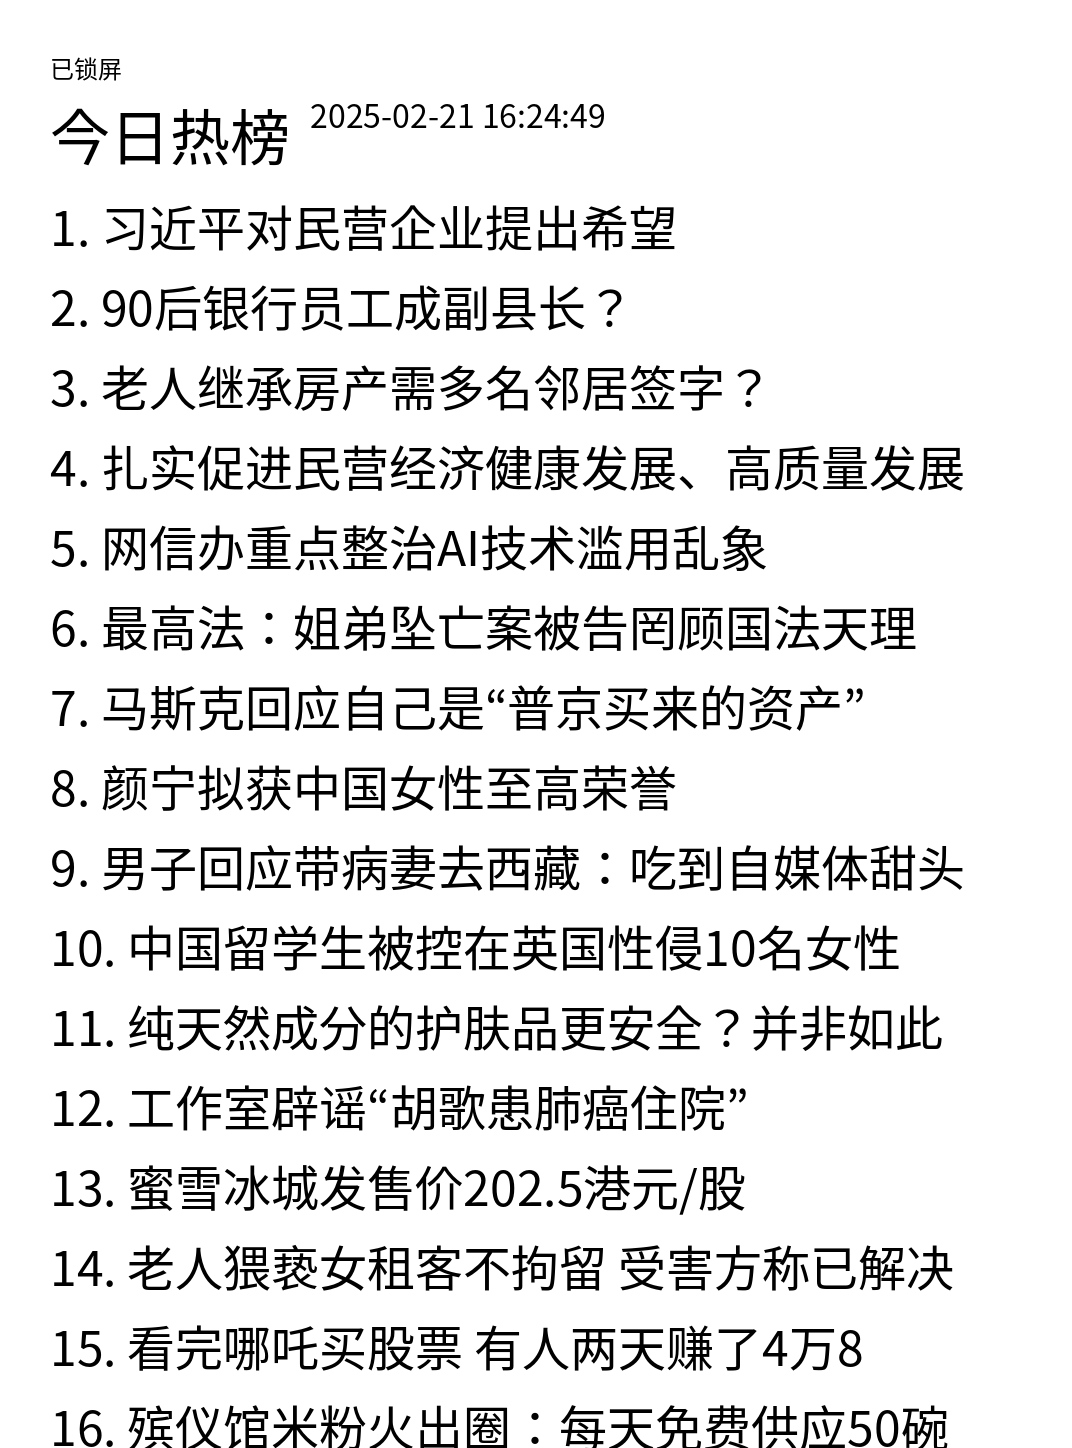 已锁屏
今日热榜 2025-02-21 16:24:49
1. 习近平对民营企业提出希望
2. 90后银行员工成副县长？
3. 老人继承房产需多名邻居签字？
4. 扎实促进民营经济健康发展、高质量发展
5. 网信办重点整治AI技术滥用乱象
6. 最高法：姐弟坠亡案被告罔顾国法天理
7. 马斯克回应自己是“普京买来的资产”
8. 颜宁拟获中国女性至高荣誉
9. 男子回应带病妻去西藏：吃到自媒体甜头
10. 中国留学生被控在英国性侵10名女性
11. 纯天然成分的护肤品更安全？并非如此
12. 工作室辟谣“胡歌患肺癌住院”
13. 蜜雪冰城发售价202.5港元/股
14. 老人猥亵女租客不拘留 受害方称已解决
15. 看完哪吒买股票 有人两天赚了4万8
16. 殡仪馆米粉火出圈：每天免费供应50碗